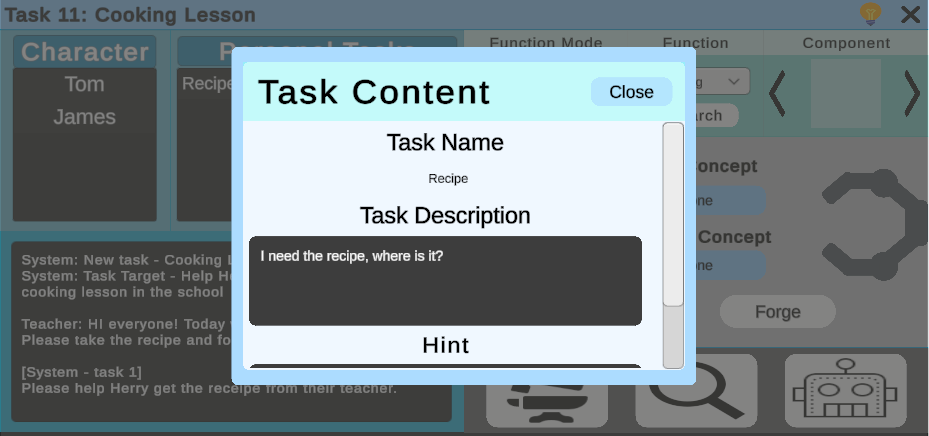 Task 11: Cooking Lesson
Character
Personal Tasks
Tom
James
Recipe
Function Mode
Function
Component
Task Content
Close
Task Name
Recipe
Task Description
I need the recipe, where is it?
Hint
System: New task - Cooking
System: Task Target - Help
cooking lesson in the school
Teacher: HI everyone! Today
Please take the recipe and
[System - task 1]
Please help Herry get the receipe from their teacher.
Concept
Forge